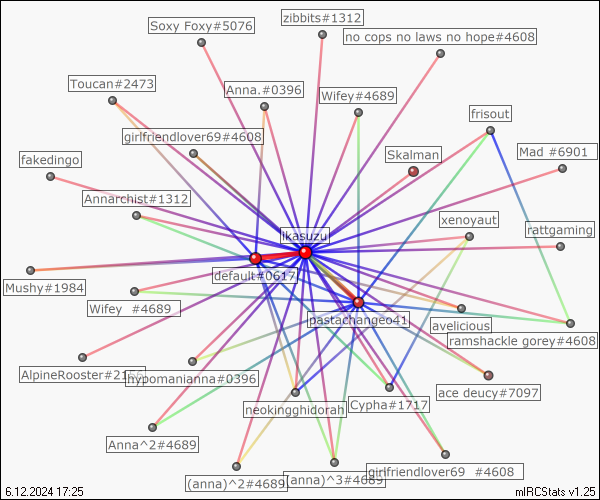 zibbits#1312
Soxy Foxy#5076
no cops no laws no hope#4608
Toucan#2473
Anna.#0396
Wifey#4689
frisout
girlfriendlover69#4608
Skalman
Mad #6901
fakedingo
Annarchist#1312
xenoyaut
rattgaming
ikasuzu
default#0617
Mushy#1984
Wifey #4689
pastachangeo41
avelicious
ramshackle gorey#4608
AlpineRooster#2156
hypomanianna#0396
ace deucy#7097
neokingghidorah
Cypha#1717
Anna^2#4689
(anna)^2#4689
(anna)^3#4689
girlfriendlover69 #4608
6.12.2024 17:25
mIRCStats v1.25